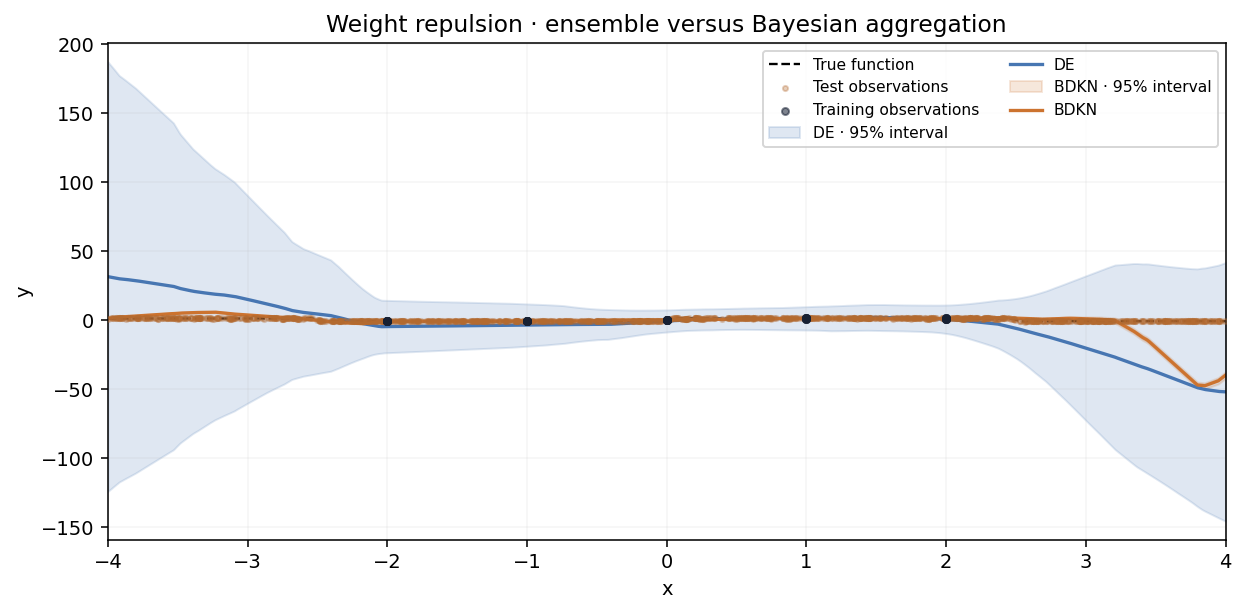 Weight repulsion · ensemble versus Bayesian aggregation
200
150
100
50
0
−50
−100
−150
y
True function
Test observations
Training observations
DE · 95% interval
DE
BDKN · 95% interval
BDKN
−4 −3 −2 −1 0 1 2 3 4
x